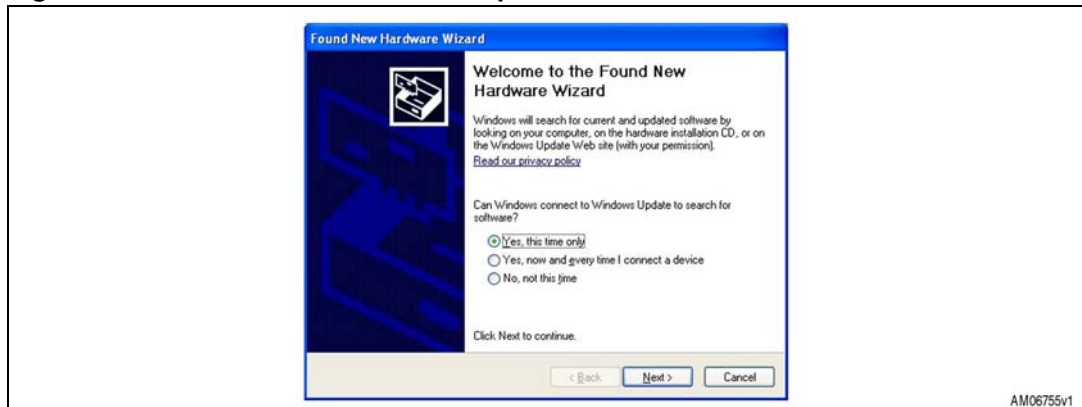 Found New Hardware Wizard
Welcome to the Found New
Hardware Wizard
Windows will search for current and updated software by
looking on your computer, on the hardware installation CD, or on
the Windows Update Web site (with your permission).
Read our privacy policy
Can Windows connect to Windows Update to search for
software?
Yes, this time only
Yes, now and every time I connect a device
No, not this time
Click Next to continue.
< Back
Next >
Cancel
AM06755v1